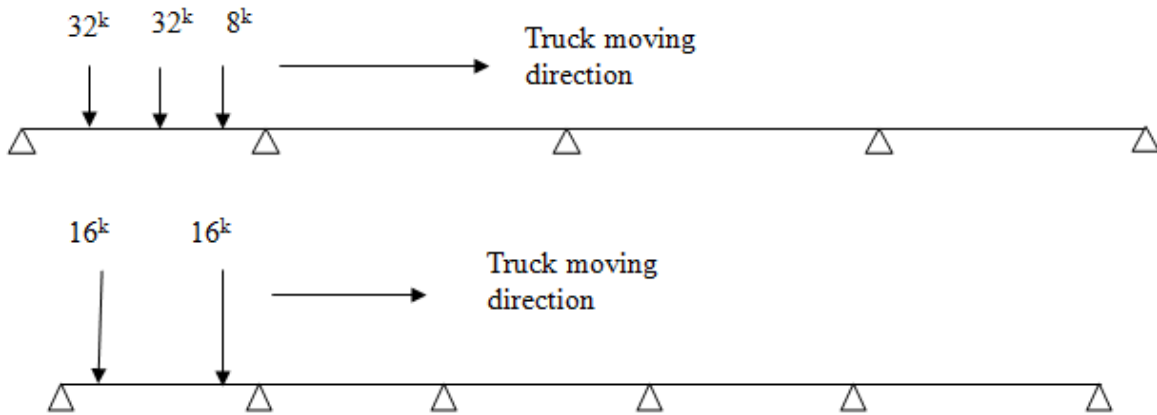 32ᵏ 32ᵏ 8ᵏ
Truck moving
direction
16ᵏ 16ᵏ
Truck moving
direction